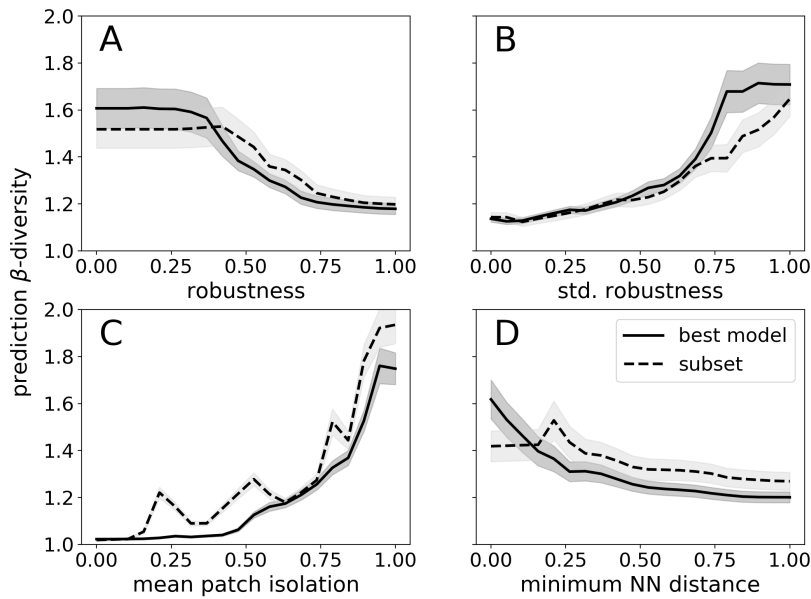 A
B
2.0
1.8
1.6
1.4
1.2
1.0
0.00 0.25 0.50 0.75 1.00
robustness
0.00 0.25 0.50 0.75 1.00
std. robustness
prediction β-diversity
C
D
2.0
1.8
1.6
1.4
1.2
1.0
best model
subset
0.00 0.25 0.50 0.75 1.00
mean patch isolation
0.00 0.25 0.50 0.75 1.00
minimum NN distance